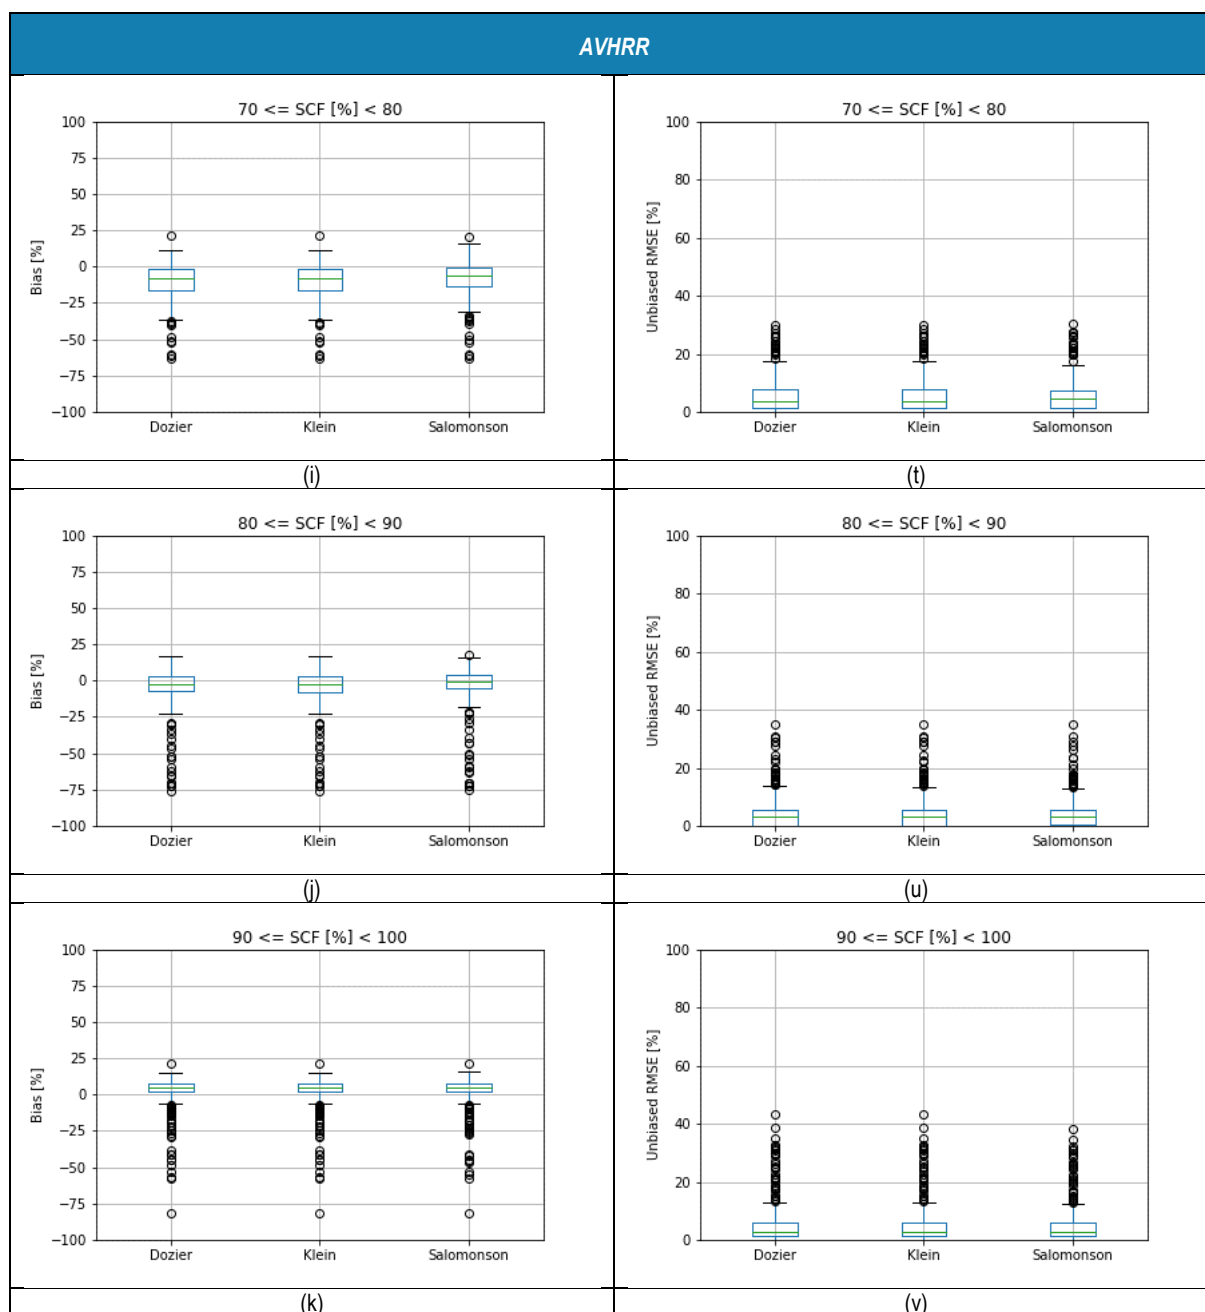 AVHRR
70 <= SCF [%] < 80
100
75
50
25
0
−25
−50
−75
−100
Bias [%]
Dozier Klein Salomonson
(i)
70 <= SCF [%] < 80
100
80
60
40
20
0
Unbiased RMSE [%]
Dozier Klein Salomonson
(t)
80 <= SCF [%] < 90
100
75
50
25
0
−25
−50
−75
−100
Bias [%]
Dozier Klein Salomonson
(j)
80 <= SCF [%] < 90
100
80
60
40
20
0
Unbiased RMSE [%]
Dozier Klein Salomonson
(u)
90 <= SCF [%] < 100
100
75
50
25
0
−25
−50
−75
−100
Bias [%]
Dozier Klein Salomonson
(k)
90 <= SCF [%] < 100
100
80
60
40
20
0
Unbiased RMSE [%]
Dozier Klein Salomonson
(v)